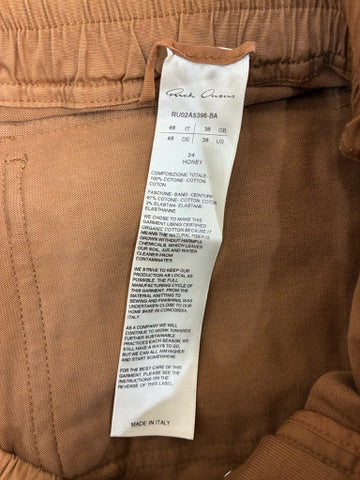 Rick Owens
RU02A5396-BA
48 IT 38 GB
48 DE 38 US
24
HONEY
COMPOSIZIONE TOTALE:
100% COTONE- COTTON
COTON
FASCIONE- BAND- CEINTURE:
97% COTONE- COTTON- COTON
3% ELASTAN- ELASTANE-
ELASTHANNE
WE CHOSE TO MAKE THIS
GARMENT USING CERTIFIED
ORGANIC COTTON BECAUSE IT
MEANS THE NATURAL FIBER IS
GROWN WITHOUT HARMFUL
CHEMICALS, WHICH LEAVES
OUR SOIL, AIR AND WATER
CLEANER FROM
CONTAMINATES.
WE STRIVE TO KEEP OUR
PRODUCTION AS LOCAL AS
POSSIBLE. THE FULL
MANUFACTURING CYCLE OF
THIS GARMENT, FROM THE
MATERIAL KNITTING TO
SEWING AND FINISHING, WAS
UNDERTAKEN CLOSE TO OUR
HOME BASE IN CONCORDIA,
ITALY
AS A COMPANY WE WILL
CONTINUE TO WORK TOWARDS
FURTHER SUSTAINABLE
PRACTICES EACH SEASON. WE
STILL HAVE A WAYS TO GO,
BUT WE CAN ALL AIM HIGHER
AND START SOMEWHERE.
FOR THE BEST CARE OF THIS
GARMENT, PLEASE SEE THE
INSTRUCTIONS ON THE
REVERSE OF THIS LABEL.
MADE IN ITALY